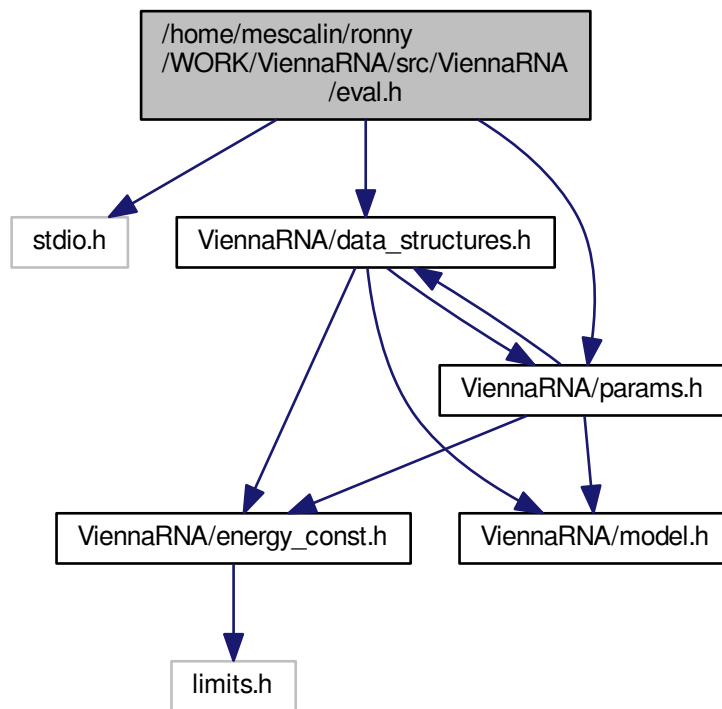 /home/mescalin/ronny
/WORK/ViennaRNA/src/ViennaRNA
/eval.h
stdio.h
ViennaRNA/data_structures.h
ViennaRNA/params.h
ViennaRNA/energy_const.h
ViennaRNA/model.h
limits.h